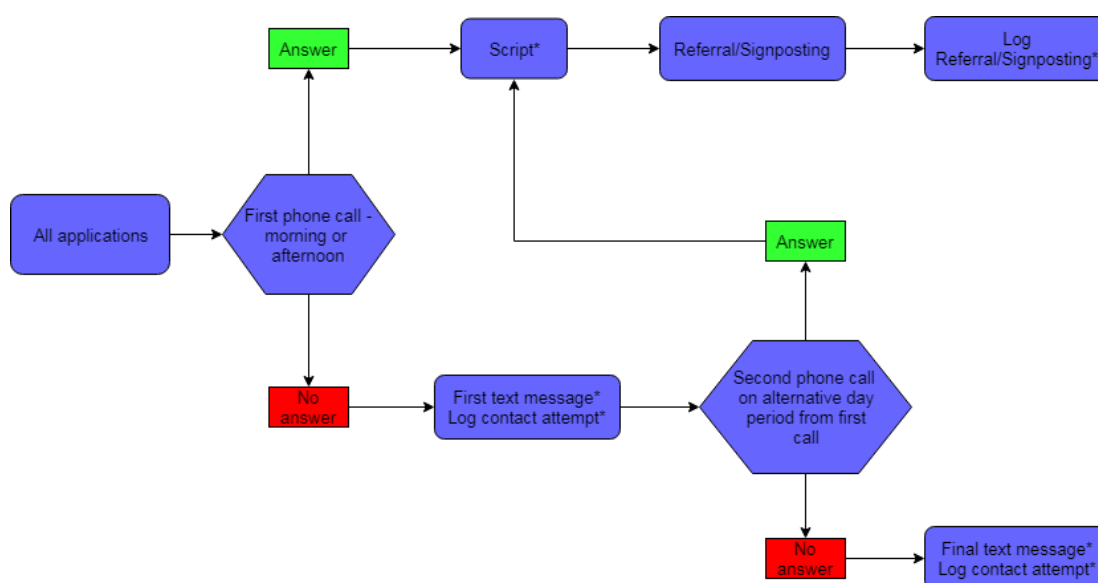 Answer
Script*
Referral/Signposting
Log
Referral/Signposting*
All applications
First phone call -
morning or
afternoon
Answer
No
answer
First text message*
Log contact attempt*
Second phone call
on alternative day
period from first
call
No
answer
Final text message*
Log contact attempt*